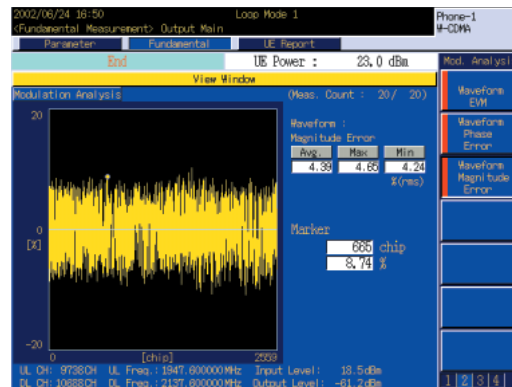 2002/06/24 16:50 Loop Mode 1 Phone-1
<Fundamental Measurement> Output Main W-CDMA
Parameter Fundamental UE Report
End UE Power : 23.0 dBm Mod. Analysi
View Window
Modulation Analysis (Meas. Count : 20/ 20)
Waveform EVM
20
Waveform :
Magnitude Error
Waveform Phase Error
Avg. Max Min
4.39 4.65 4.24
%(rms)
Waveform Magnitude Error
0
[%]
Marker
665 chip
8.74 %
-20
0 [chip] 2559
UL CH: 9738CH UL Freq.:1947.600000MHz Input Level: 18.5dBm
DL CH:10688CH DL Freq.:2137.600000MHz Output Level: -61.2dBm
1 2 3 4